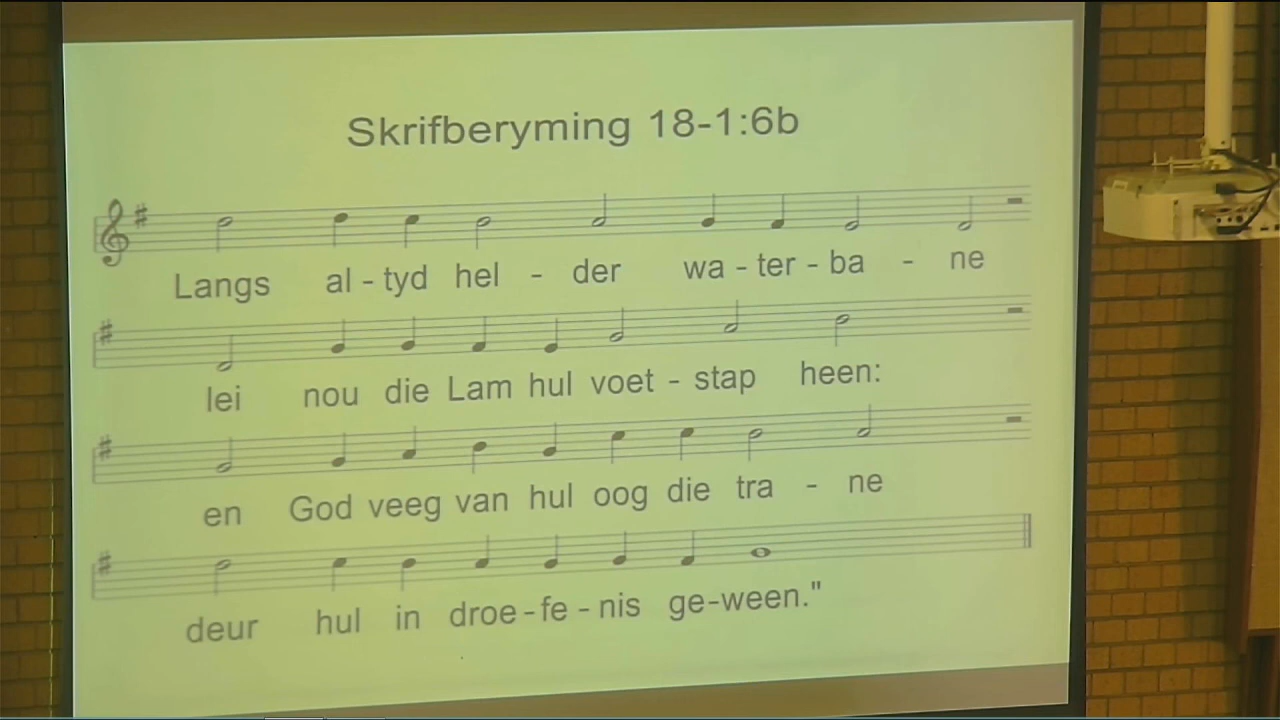 Skrifberyming 18-1:6b
Langs al - tyd hel - der wa - ter - ba - ne
lei nou die Lam hul voet - stap heen:
en God veeg van hul oog die tra - ne
deur hul in droe - fe - nis ge - ween."